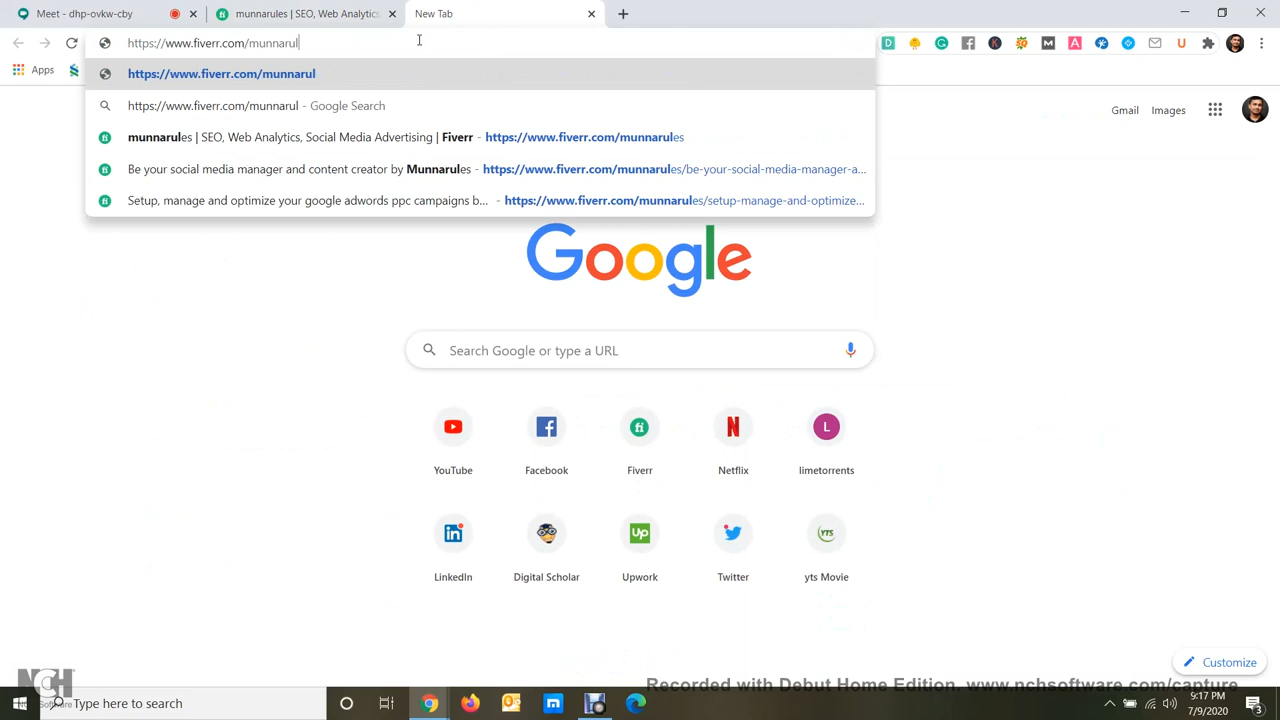 Meet - dhp-ovkw-cby
munnarules | SEO, Web Analytics,
New Tab
https://www.fiverr.com/munnarul
https://www.fiverr.com/munnarul
https://www.fiverr.com/munnarul - Google Search
munnarules | SEO, Web Analytics, Social Media Advertising | Fiverr - https://www.fiverr.com/munnarules
Be your social media manager and content creator by Munnarules - https://www.fiverr.com/munnarules/be-your-social-media-manager-a...
Setup, manage and optimize your google adwords ppc campaigns b... - https://www.fiverr.com/munnarules/setup-manage-and-optimize...
Apps
Gmail Images
Google
Search Google or type a URL
YouTube Facebook Fiverr Netflix limetorrents
LinkedIn Digital Scholar Upwork Twitter yts Movie
Customize
NCH Software
Recorded with Debut Home Edition. www.nchsoftware.com/capture
Type here to search
9:17 PM
7/9/2020
3